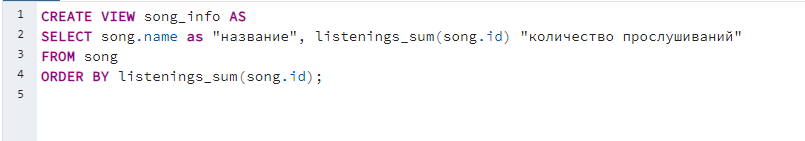 1 CREATE VIEW song_info AS
2 SELECT song.name as "название", listenings_sum(song.id) "количество прослушиваний"
3 FROM song
4 ORDER BY listenings_sum(song.id);
5